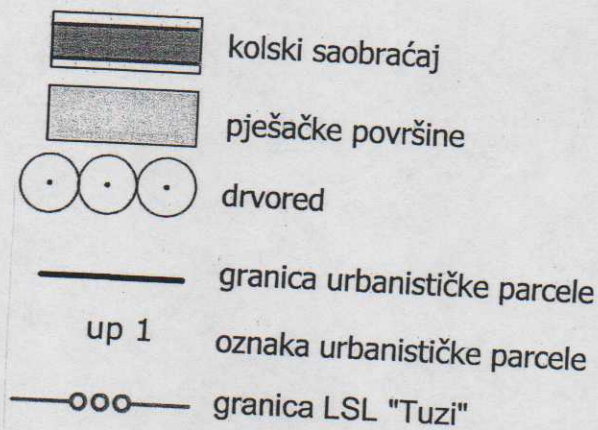 kolski saobraćaj
pješačke površine
drvored
granica urbanističke parcele
up 1 oznaka urbanističke parcele
granica LSL "Tuzi"